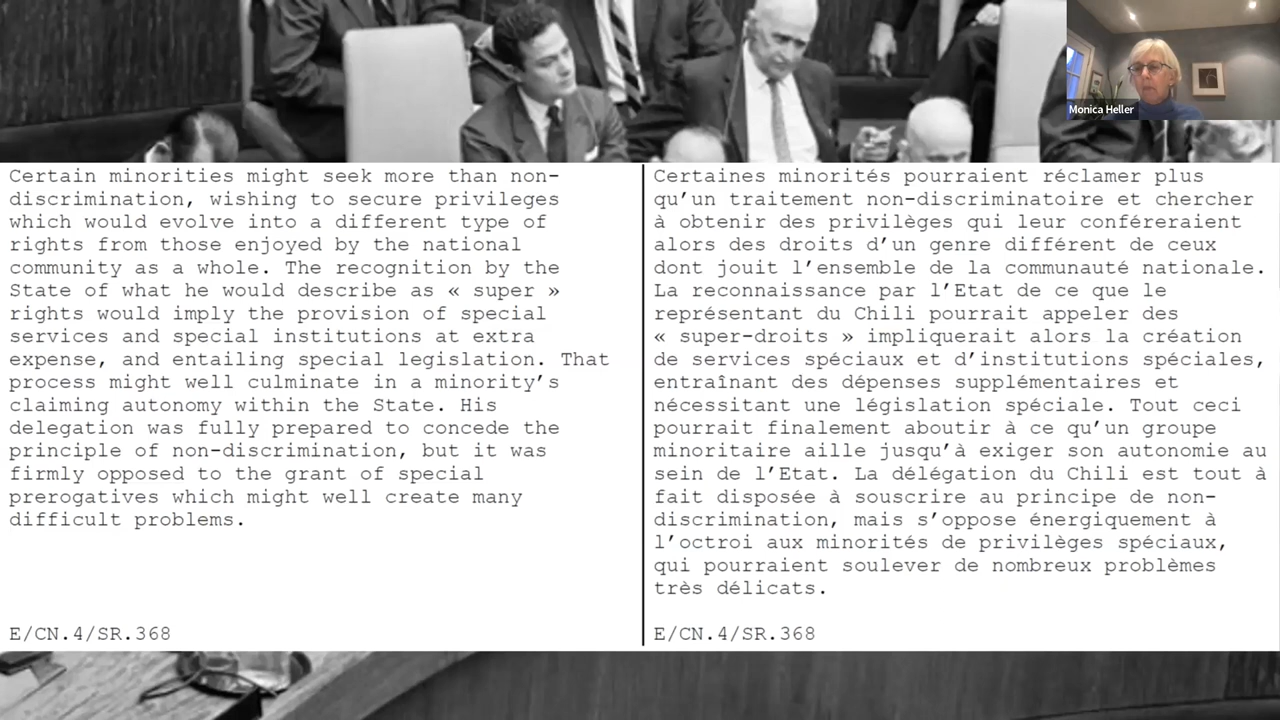 Monica Heller
Certain minorities might seek more than non-
discrimination, wishing to secure privileges
which would evolve into a different type of
rights from those enjoyed by the national
community as a whole. The recognition by the
State of what he would describe as « super »
rights would imply the provision of special
services and special institutions at extra
expense, and entailing special legislation. That
process might well culminate in a minority’s
claiming autonomy within the State. His
delegation was fully prepared to concede the
principle of non-discrimination, but it was
firmly opposed to the grant of special
prerogatives which might well create many
difficult problems.
E/CN.4/SR.368
Certaines minorités pourraient réclamer plus
qu’un traitement non-discriminatoire et chercher
à obtenir des privilèges qui leur conféreraient
alors des droits d’un genre différent de ceux
dont jouit l’ensemble de la communauté nationale.
La reconnaissance par l’Etat de ce que le
représentant du Chili pourrait appeler des
« super-droits » impliquerait alors la création
de services spéciaux et d’institutions spéciales,
entraînant des dépenses supplémentaires et
nécessitant une législation spéciale. Tout ceci
pourrait finalement aboutir à ce qu’un groupe
minoritaire aille jusqu’à exiger son autonomie au
sein de l’Etat. La délégation du Chili est tout à
fait disposée à souscrire au principe de non-
discrimination, mais s’oppose énergiquement à
l’octroi aux minorités de privilèges spéciaux,
qui pourraient soulever de nombreux problèmes
très délicats.
E/CN.4/SR.368